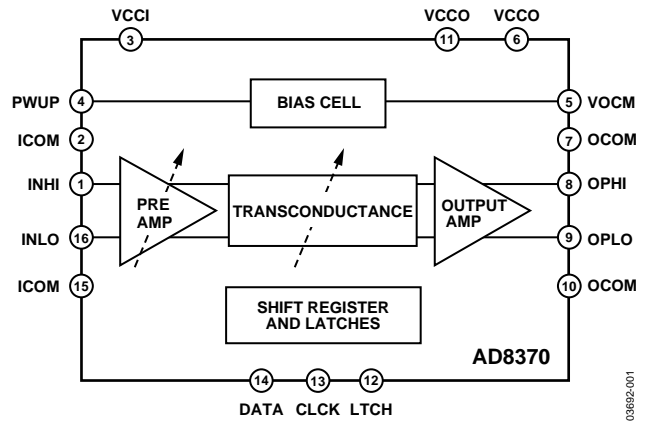 VCCI VCCO VCCO
3 11 6
PWUP 4 BIAS CELL 5 VOCM
ICOM 2 7 OCOM
INHI 1 8 OPHI
PRE
AMP
TRANSCONDUCTANCE
OUTPUT
AMP
INLO 16 9 OPLO
ICOM 15 10 OCOM
SHIFT REGISTER
AND LATCHES
AD8370
14 13 12
DATA CLCK LTCH
03692-001